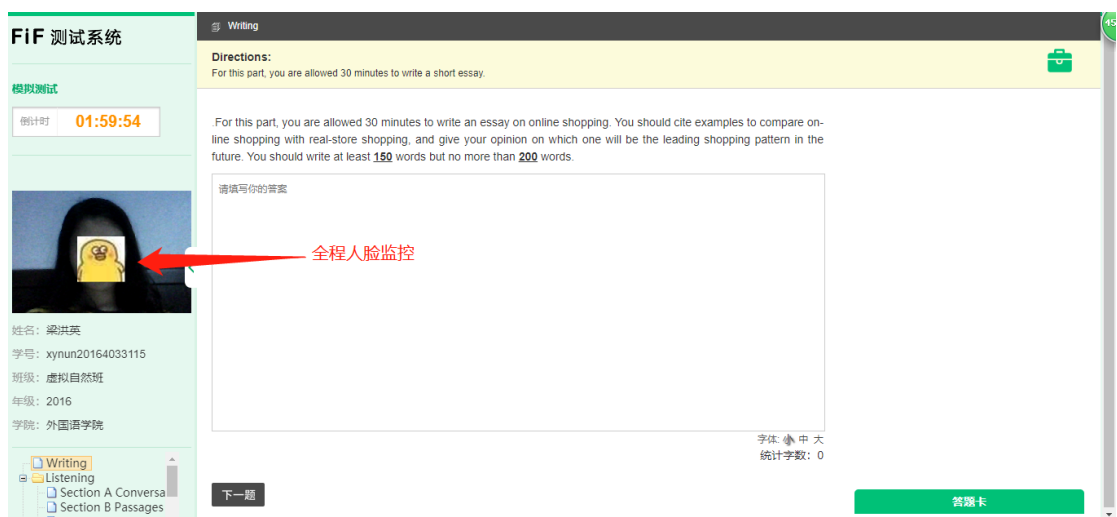 FiF 测试系统
模拟测试
倒计时 01:59:54
全程人脸监控
姓名：梁洪英
学号：xynun20164033115
班级：虚拟自然班
年级：2016
学院：外国语学院
Writing
Listening
Section A Conversa
Section B Passages
Writing
Directions:
For this part, you are allowed 30 minutes to write a short essay.
.For this part, you are allowed 30 minutes to write an essay on online shopping. You should cite examples to compare on-
line shopping with real-store shopping, and give your opinion on which one will be the leading shopping pattern in the
future. You should write at least 150 words but no more than 200 words.
请填写你的答案
字体: 小 中 大
统计字数：0
下一题
答题卡